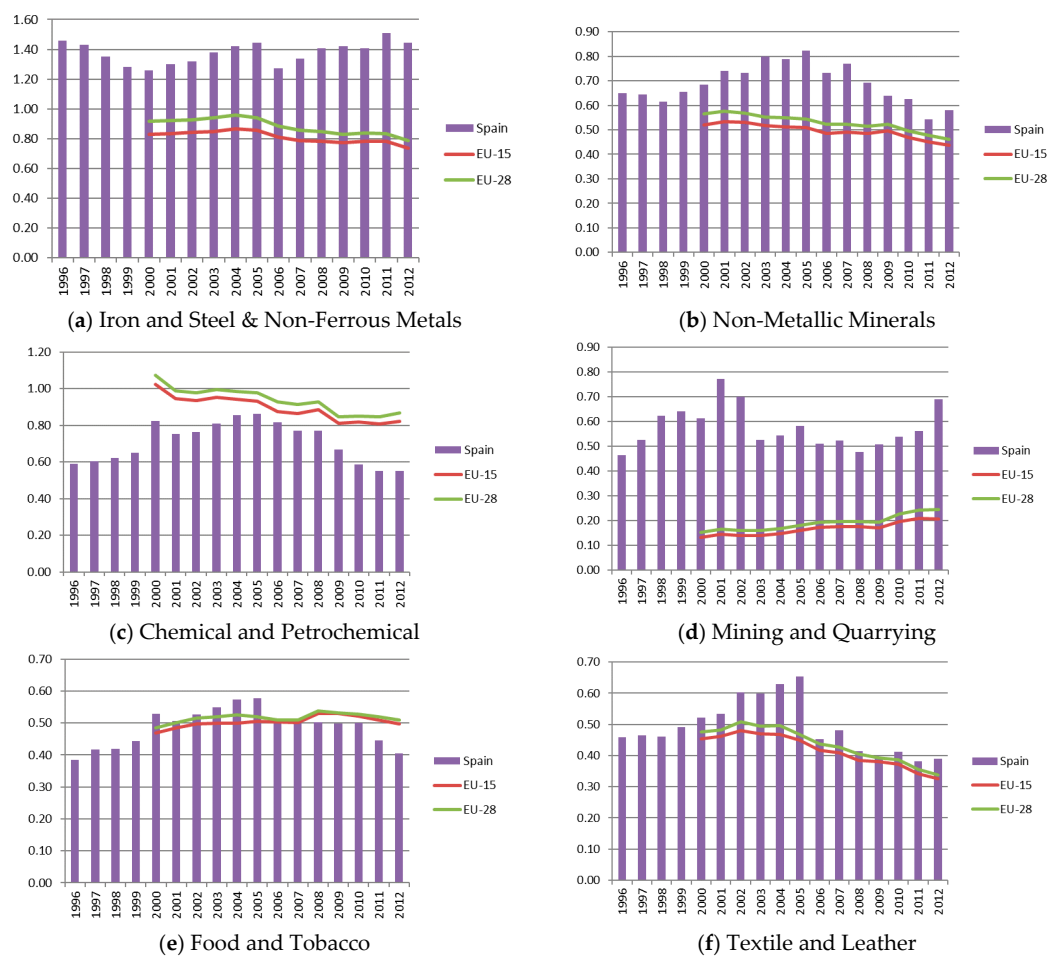 1.60
1.40
1.20
1.00
0.80
0.60
0.40
0.20
0.00
1996 1997 1998 1999 2000 2001 2002 2003 2004 2005 2006 2007 2008 2009 2010 2011 2012
Spain
EU-15
EU-28
(a) Iron and Steel & Non-Ferrous Metals
0.90
0.80
0.70
0.60
0.50
0.40
0.30
0.20
0.10
0.00
1996 1997 1998 1999 2000 2001 2002 2003 2004 2005 2006 2007 2008 2009 2010 2011 2012
Spain
EU-15
EU-28
(b) Non-Metallic Minerals
1.20
1.00
0.80
0.60
0.40
0.20
0.00
1996 1997 1998 1999 2000 2001 2002 2003 2004 2005 2006 2007 2008 2009 2010 2011 2012
Spain
EU-15
EU-28
(c) Chemical and Petrochemical
0.90
0.80
0.70
0.60
0.50
0.40
0.30
0.20
0.10
0.00
1996 1997 1998 1999 2000 2001 2002 2003 2004 2005 2006 2007 2008 2009 2010 2011 2012
Spain
EU-15
EU-28
(d) Mining and Quarrying
0.70
0.60
0.50
0.40
0.30
0.20
0.10
0.00
1996 1997 1998 1999 2000 2001 2002 2003 2004 2005 2006 2007 2008 2009 2010 2011 2012
Spain
EU-15
EU-28
(e) Food and Tobacco
0.70
0.60
0.50
0.40
0.30
0.20
0.10
0.00
1996 1997 1998 1999 2000 2001 2002 2003 2004 2005 2006 2007 2008 2009 2010 2011 2012
Spain
EU-15
EU-28
(f) Textile and Leather